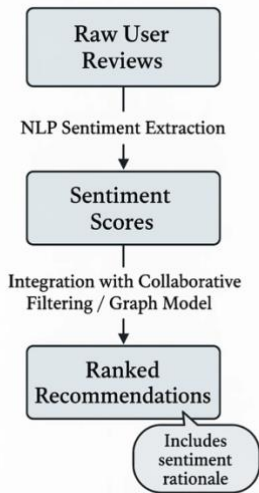 Raw User
Reviews
NLP Sentiment Extraction
Sentiment
Scores
Integration with Collaborative
Filtering / Graph Model
Ranked
Recommendations
Includes
sentiment
rationale